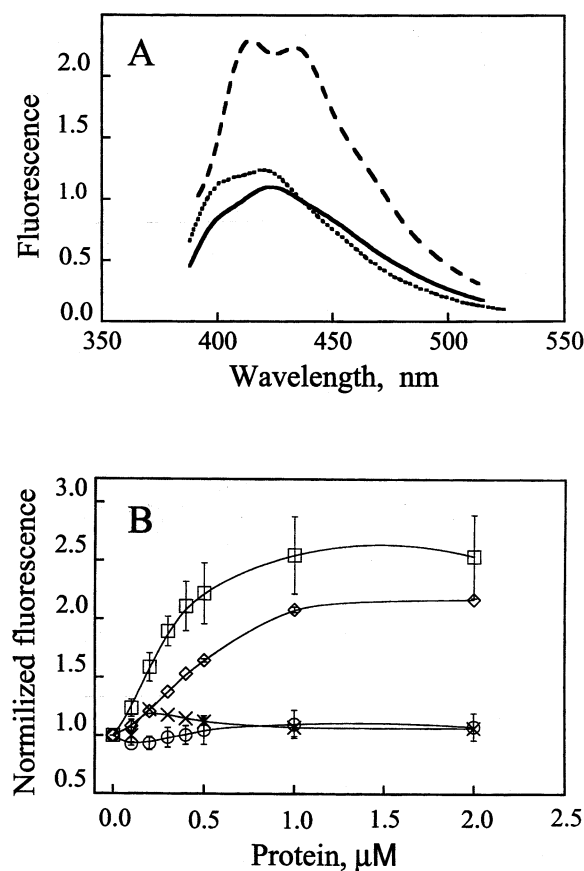 A
2.0
1.5
1.0
0.5
0.0
Fluorescence
350 400 450 500 550
Wavelength, nm
B
3.0
2.5
2.0
1.5
1.0
0.5
Normilized fluorescence
0.0 0.5 1.0 1.5 2.0 2.5
Protein, μM